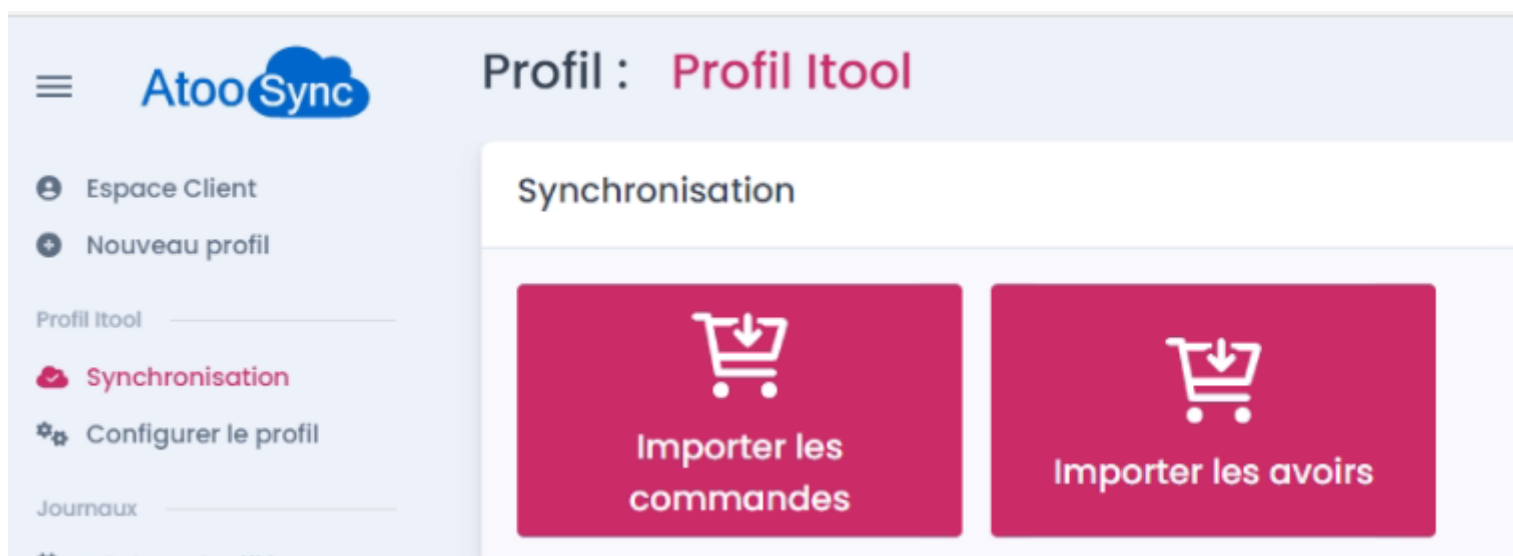 AtooSync
Profil : Profil Itool
Espace Client
Nouveau profil
Profil Itool
Synchronisation
Configurer le profil
Journaux
Synchronisation
Importer les
commandes
Importer les avoirs